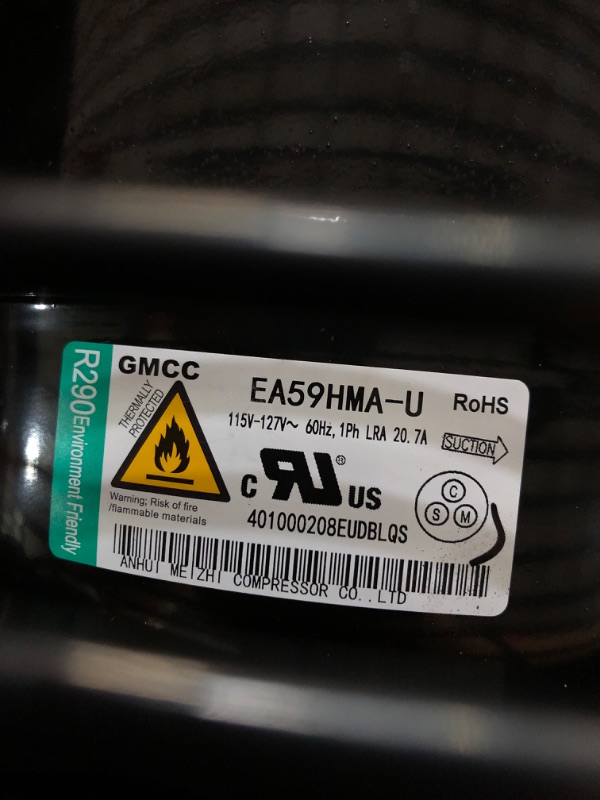 R290 Environment Friendly
GMCC
THERMALLY
PROTECTED
EA59HMA-U
RoHS
115V-127V~ 60Hz, 1Ph LRA 20.7A
SUCTION
Warning; Risk of fire
/flammable materials
C RU ® US
C
S M
401000208EUDBLQS
ANHUI MEIZHI COMPRESSOR CO.,LTD